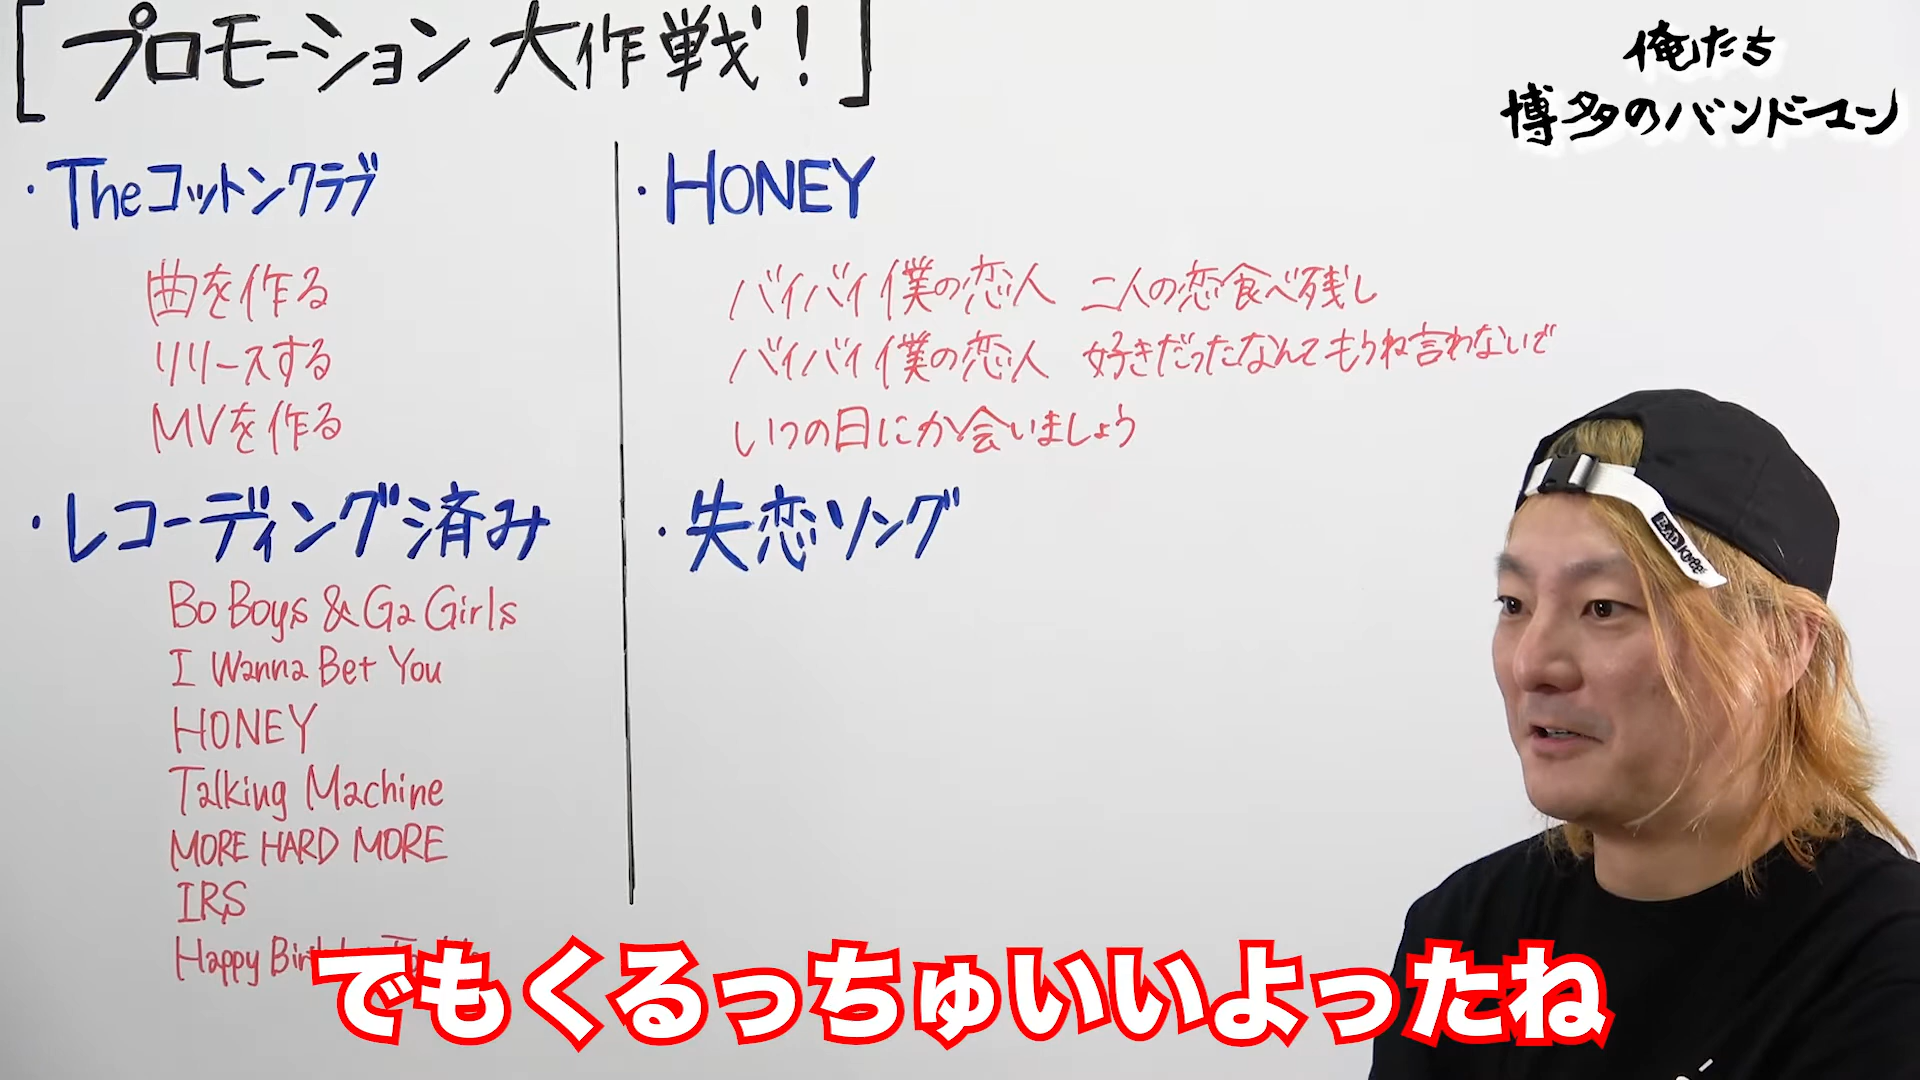 [プロモーション大作戦!]
俺たち
博多のバンドマン
・Theコットンクラブ
曲を作る
リリースする
MVを作る
・レコーディング済み
Bo Boys & Ga Girls
I Wanna Bet You
HONEY
Talking Machine
MORE HARD MORE
IRS
Happy
・HONEY
バイバイ僕の恋人 二人の恋食べ残し
バイバイ僕の恋人 好きだったなんてもうね言わないで
いつの日にか会いましょう
・失恋ソング
BAD Knee
でもくるっちゅいいよったね